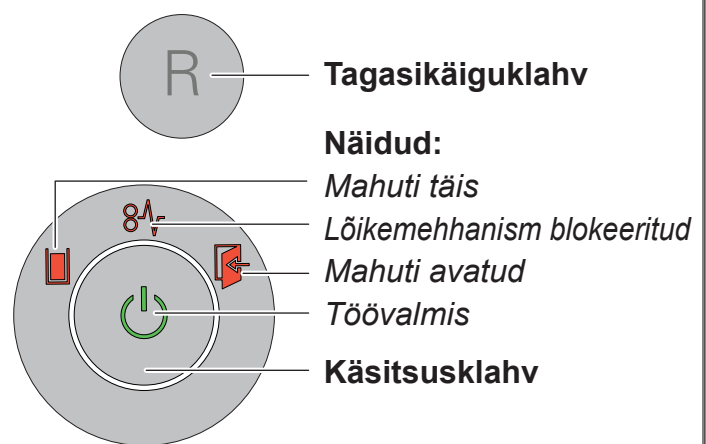 R
Tagasikäiguklahv
Näidud:
Mahuti täis
Lõikemehhanism blokeeritud
Mahuti avatud
Töövalmis
Käsitsusklahv